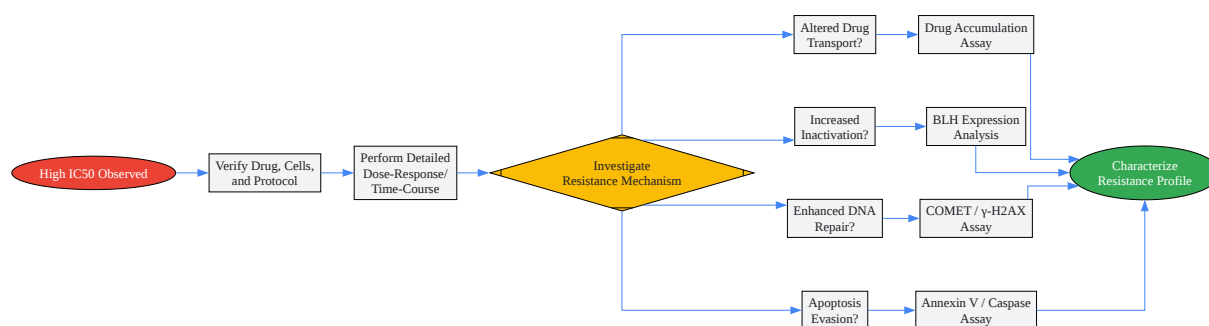 High IC50 Observed
Verify Drug, Cells,
and Protocol
Perform Detailed
Dose-Response/
Time-Course
Investigate
Resistance Mechanism
Altered Drug
Transport?
Drug Accumulation
Assay
Increased
Inactivation?
BLH Expression
Analysis
Enhanced DNA
Repair?
COMET / γ-H2AX
Assay
Apoptosis
Evasion?
Annexin V / Caspase
Assay
Characterize
Resistance Profile